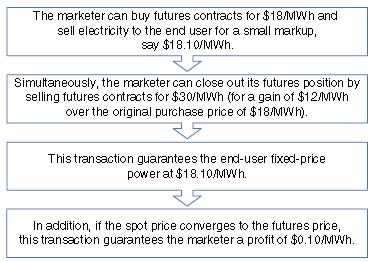 The marketer can buy futures contracts for $18/MWh and
sell electricity to the end user for a small markup,
say $18.10/MWh.
Simultaneously, the marketer can close out its futures position by
selling futures contracts for $30/MWh (for a gain of $12/MWh
over the original purchase price of $18/MWh).
This transaction guarantees the end-user fixed-price
power at $18.10/MWh.
In addition, if the spot price converges to the futures price,
this transaction guarantees the marketer a profit of $0.10/MWh.